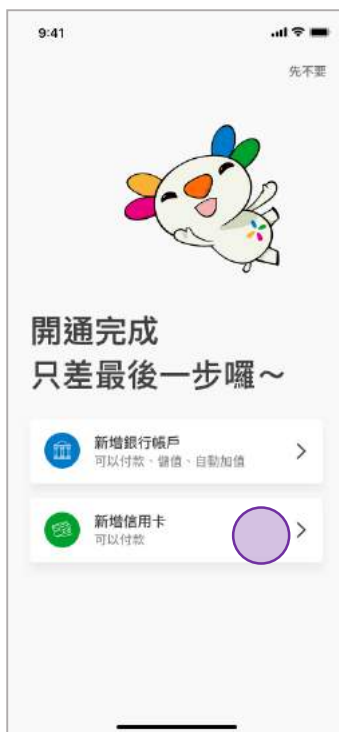 9:41
先不要
開通完成
只差最後一步囉～
新增銀行帳戶
可以付款、儲值、自動加值
新增信用卡
可以付款